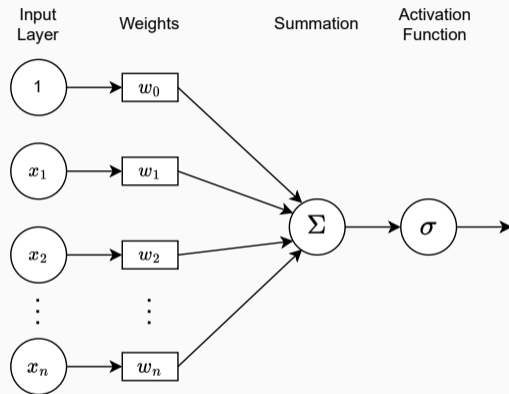 Input
Layer
Weights
Summation
Activation
Function
1
w₀
x₁
w₁
Σ
σ
x₂
w₂
⋮
⋮
xₙ
wₙ